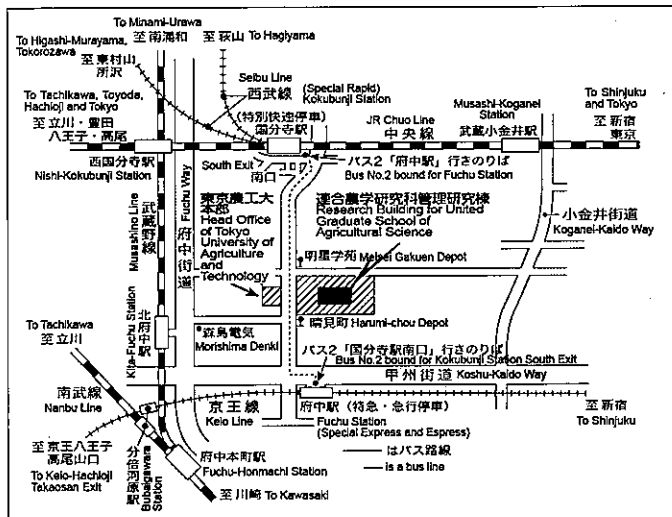 To Minami-Urawa
To Higashi-Murayama,
Tokorozawa
至南浦和
至萩山 To Hagiyama
至東村山
所沢
Seibu Line
西武線
(Special Rapid)
Kokubunji Station
(特別快速停車)
国分寺駅
To Tachikawa, Toyoda,
Hachioji and Tokyo
至立川・豊田
八王子・高尾
JR Chuo Line
中央線
Musashi-Koganei
Station
武蔵小金井駅
To Shinjuku
and Tokyo
至新宿
東京
西国分寺駅
Nishi-Kokubunji Station
South Exit
南口
バス2「府中駅」行きのりば
Bus No.2 bound for Fuchu Station
Musashino Line
武蔵野線
Fuchu Way
府中街道
東京農工大
本部
Head Office
of Tokyo
University of
Agriculture
and
Technology
連合農学研究科管理研究棟
Research Building for United
Graduate School of
Agricultural Science
小金井街道
Koganei-Kaido Way
明星学苑 Meisei Gakuen Depot
Kita-Fuchu Station
北府中駅
森島電気
Morishima Denki
晴見町 Harumi-chou Depot
バス2「国分寺駅南口」行さのりば
Bus No.2 bound for Kokubunji Station South Exit
甲州街道 Koshu-Kaido Way
To Tachikawa
至立川
南武線
Nanbu Line
京王線
Keio Line
府中駅(特急・急行停車)
Fuchu Station
(Special Express and Espress)
至新宿
To Shinjuku
至京王八王子
高尾山口
To Keio-Hachioji
Takaosan Exit
分倍河原駅
Bubaigawara
Station
府中本町駅
Fuchu-Honmachi Station
至川崎 To Kawasaki
はバス路線
is a bus line